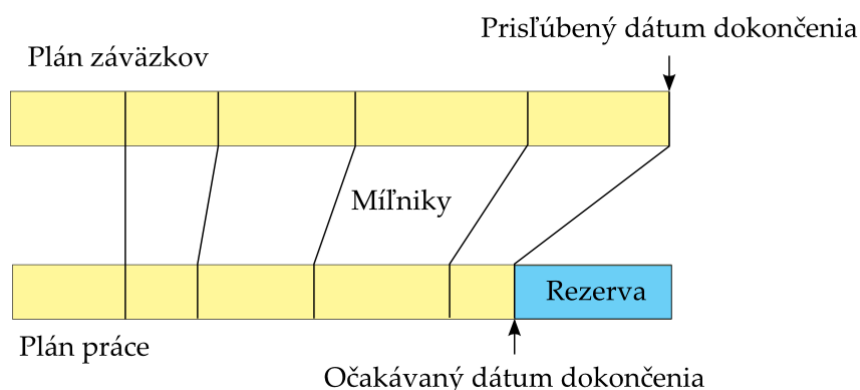 Prisľúbený dátum dokončenia
Plán záväzkov
Míľniky
Rezerva
Plán práce
Očakávaný dátum dokončenia